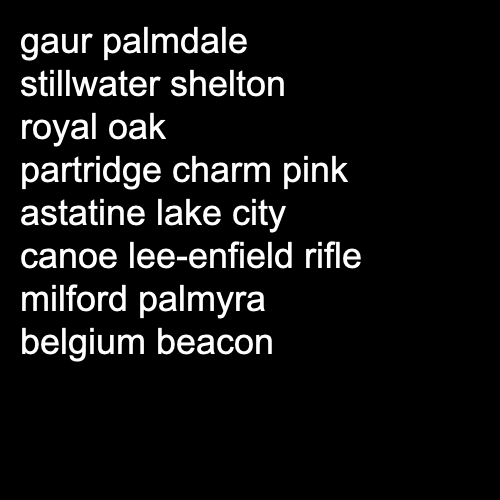 gaur palmdale
stillwater shelton
royal oak
partridge charm pink
astatine lake city
canoe lee-enfield rifle
milford palmyra
belgium beacon